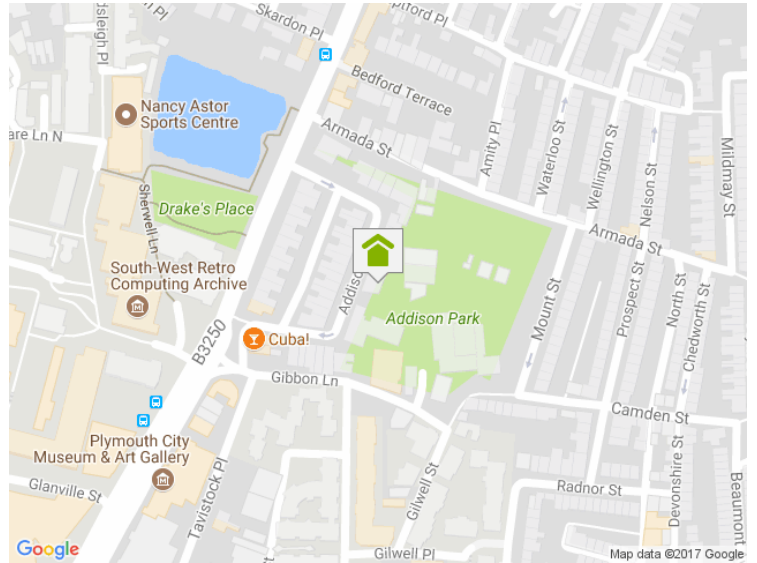 Skardon Pl
Bedford Terrace
Nancy Astor
Sports Centre
Armada St
Amity Pl
Waterloo St
Wellington St
Nelson St
Mildmay St
Sherwell Ln
Drake's Place
Armada St
South-West Retro
Computing Archive
Addison Park
Mount St
Prospect St
North St
Chedworth St
B3250
Cuba!
Gibbon Ln
Camden St
Plymouth City
Museum & Art Gallery
Glanville St
Tavistock Pl
Gilwell St
Radnor St
Devonshire St
Beaumont
Gilwell Pl
Google
Map data ©2017 Google